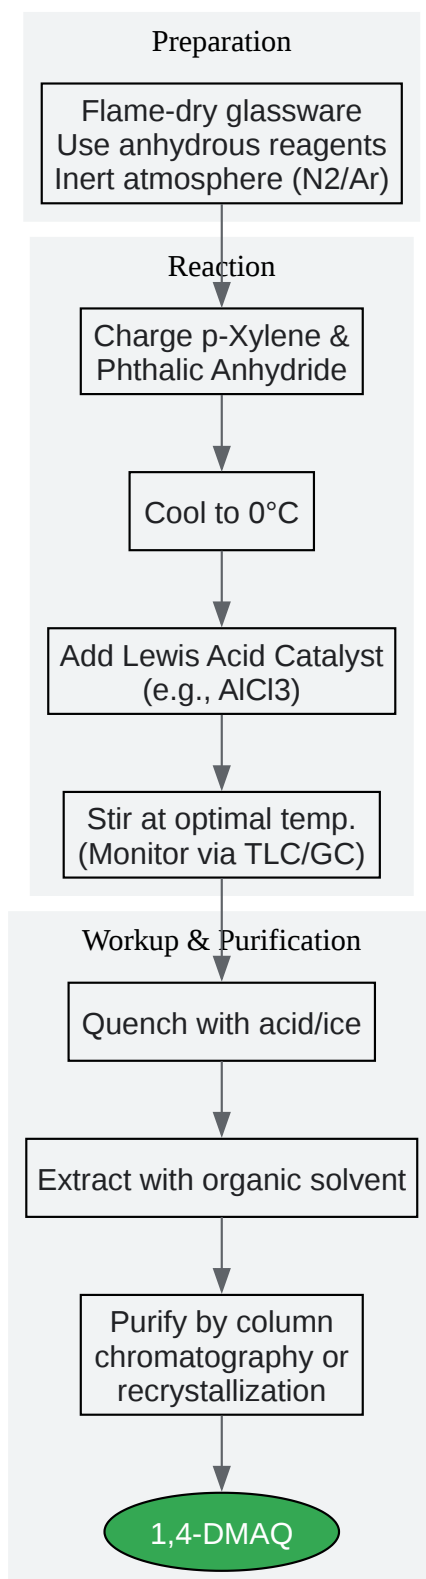 Preparation
Flame-dry glassware
Use anhydrous reagents
Inert atmosphere (N2/Ar)
Reaction
Charge p-Xylene &
Phthalic Anhydride
Cool to 0°C
Add Lewis Acid Catalyst
(e.g., AlCl3)
Stir at optimal temp.
(Monitor via TLC/GC)
Workup & Purification
Quench with acid/ice
Extract with organic solvent
Purify by column
chromatography or
recrystallization
1,4-DMAQ